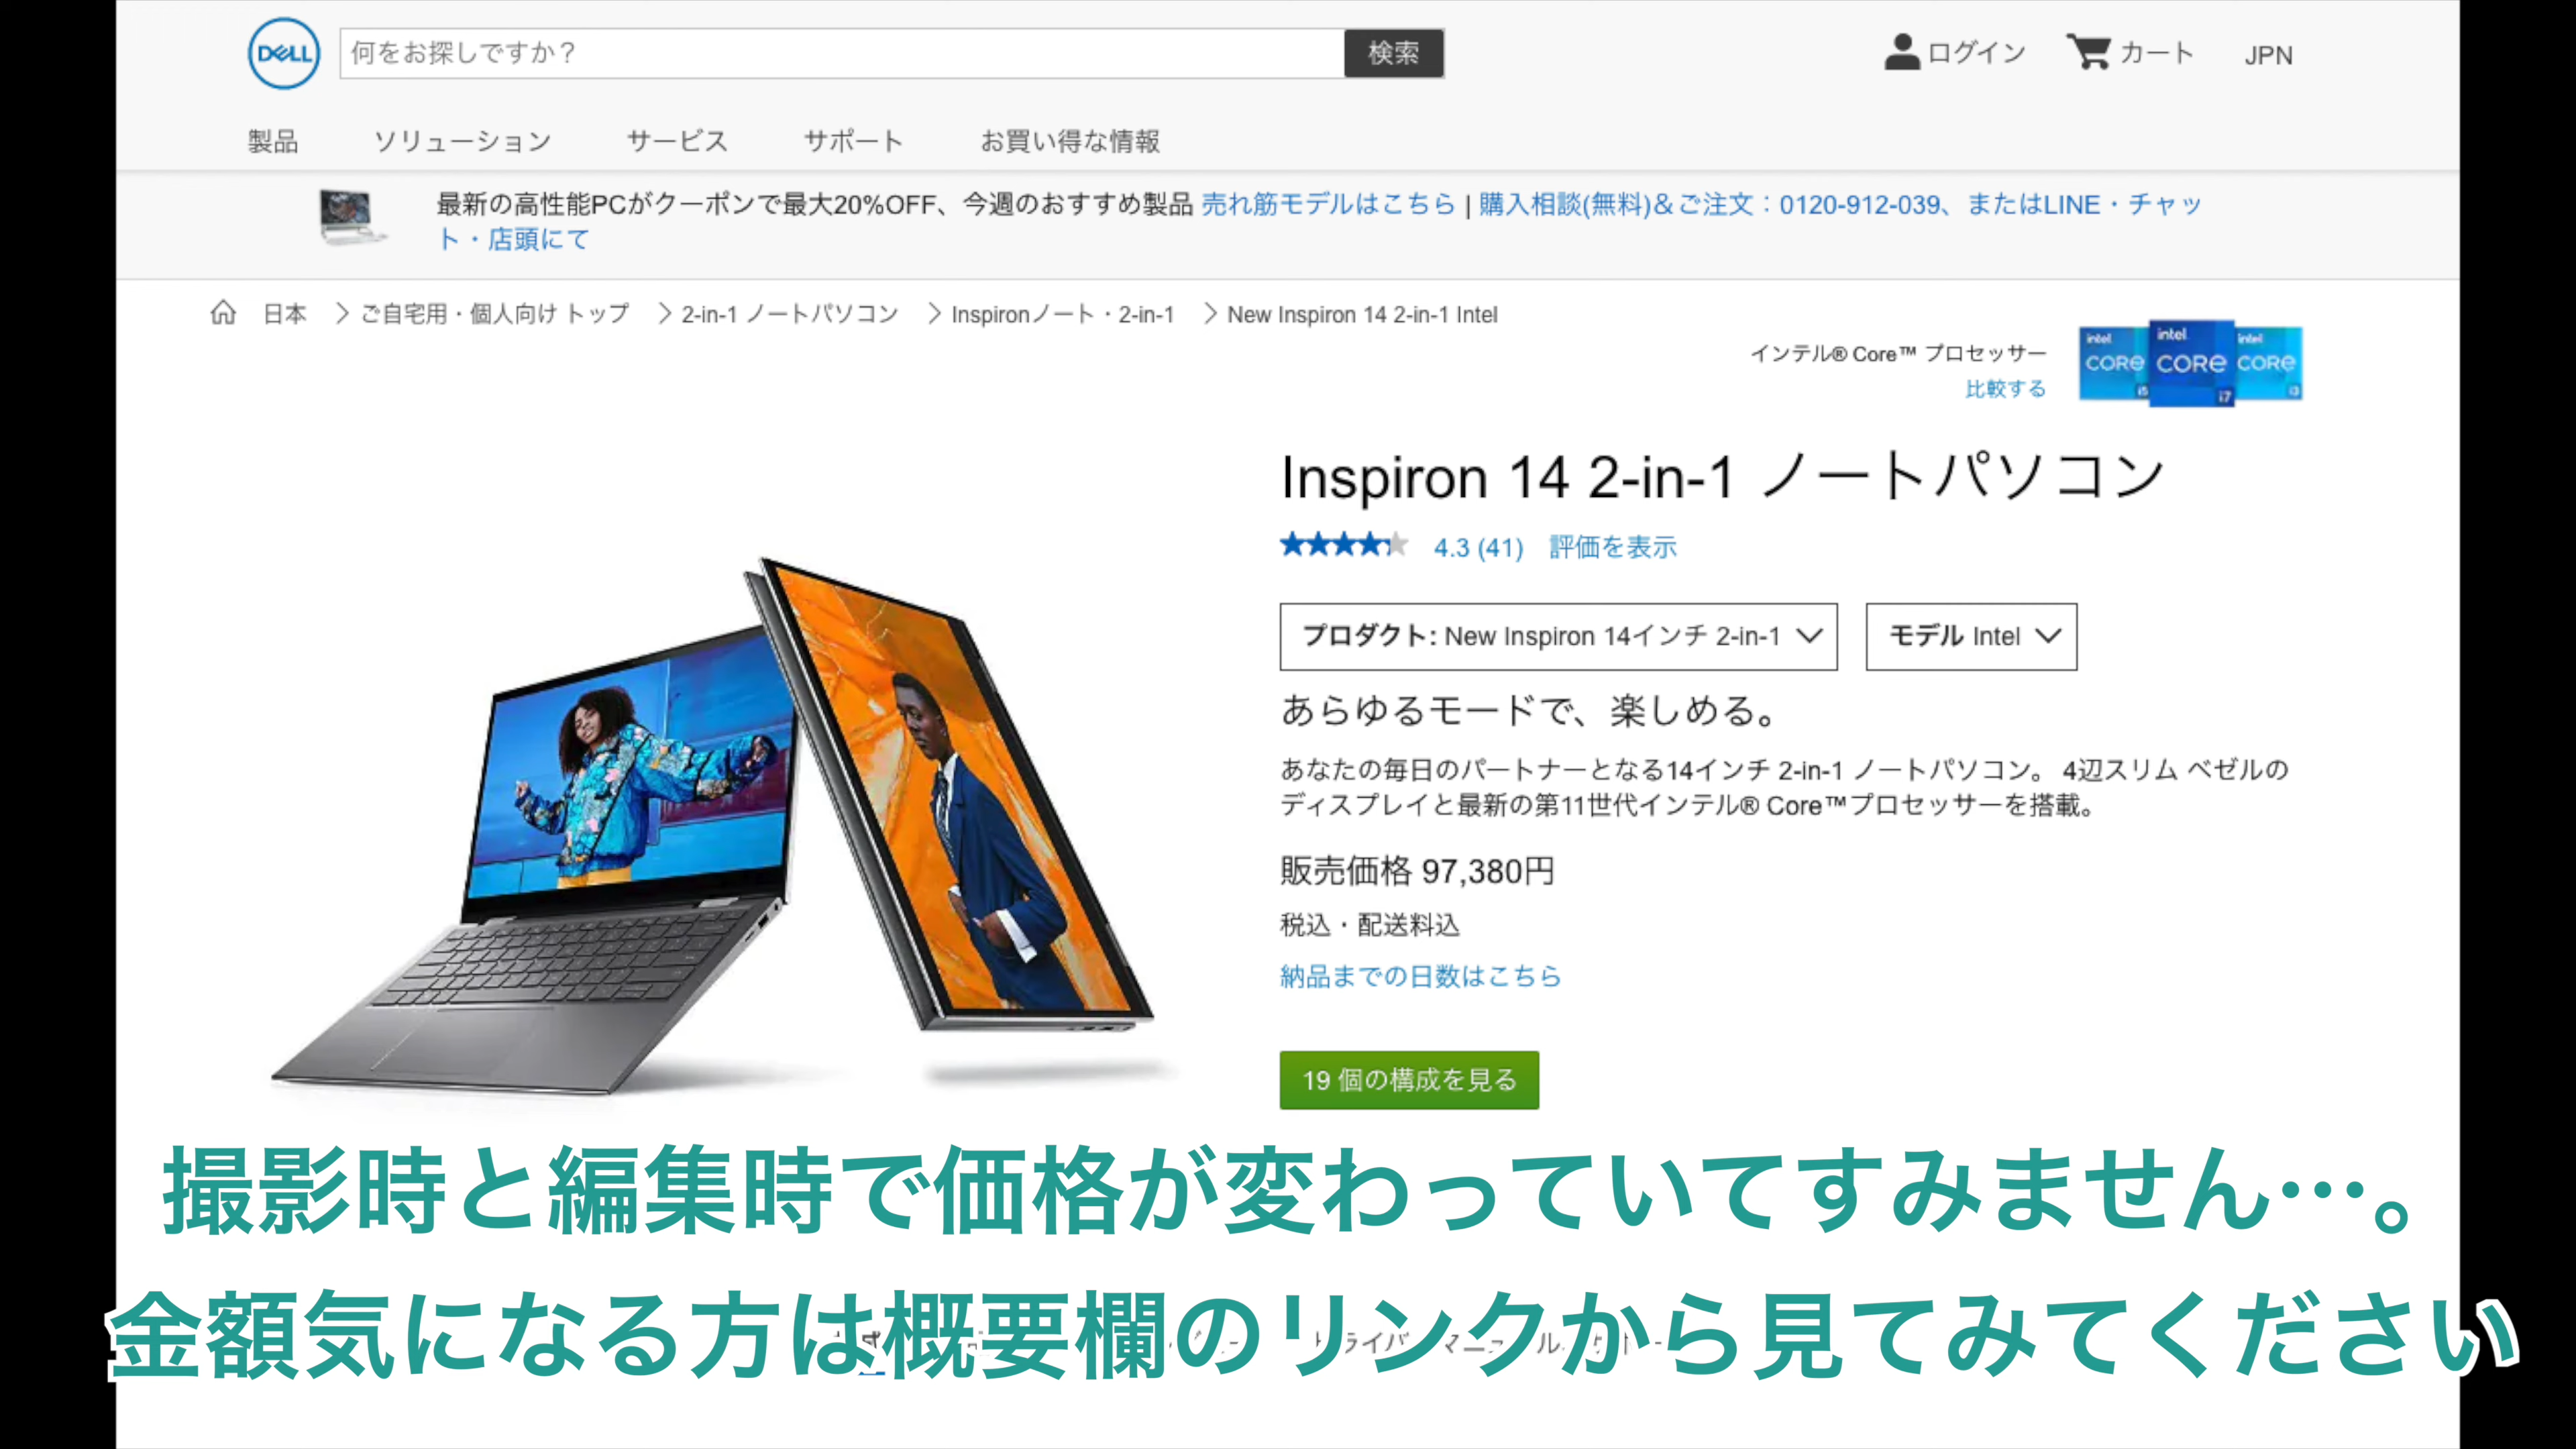 DELL
何をお探しですか？
検索
ログイン
カート
JPN
製品 ソリューション サービス サポート お買い得な情報
最新の高性能PCがクーポンで最大20%OFF、今週のおすすめ製品 売れ筋モデルはこちら | 購入相談(無料)＆ご注文：0120-912-039、またはLINE・チャッ
ト・店頭にて
日本 > ご自宅用・個人向け トップ > 2-in-1 ノートパソコン > Inspironノート・2-in-1 > New Inspiron 14 2-in-1 Intel
インテル® Core™ プロセッサー
比較する
intel CORE i5
intel CORE i7
intel CORE i3
Inspiron 14 2-in-1 ノートパソコン
4.3 (41) 評価を表示
プロダクト: New Inspiron 14インチ 2-in-1
モデル Intel
あらゆるモードで、楽しめる。
あなたの毎日のパートナーとなる14インチ 2-in-1 ノートパソコン。 4辺スリム ベゼルの
ディスプレイと最新の第11世代インテル® Core™プロセッサーを搭載。
販売価格 97,380円
税込・配送料込
納品までの日数はこちら
19 個の構成を見る
撮影時と編集時で価格が変わっていてすみません…。
金額気になる方は概要欄のリンクから見てみてください